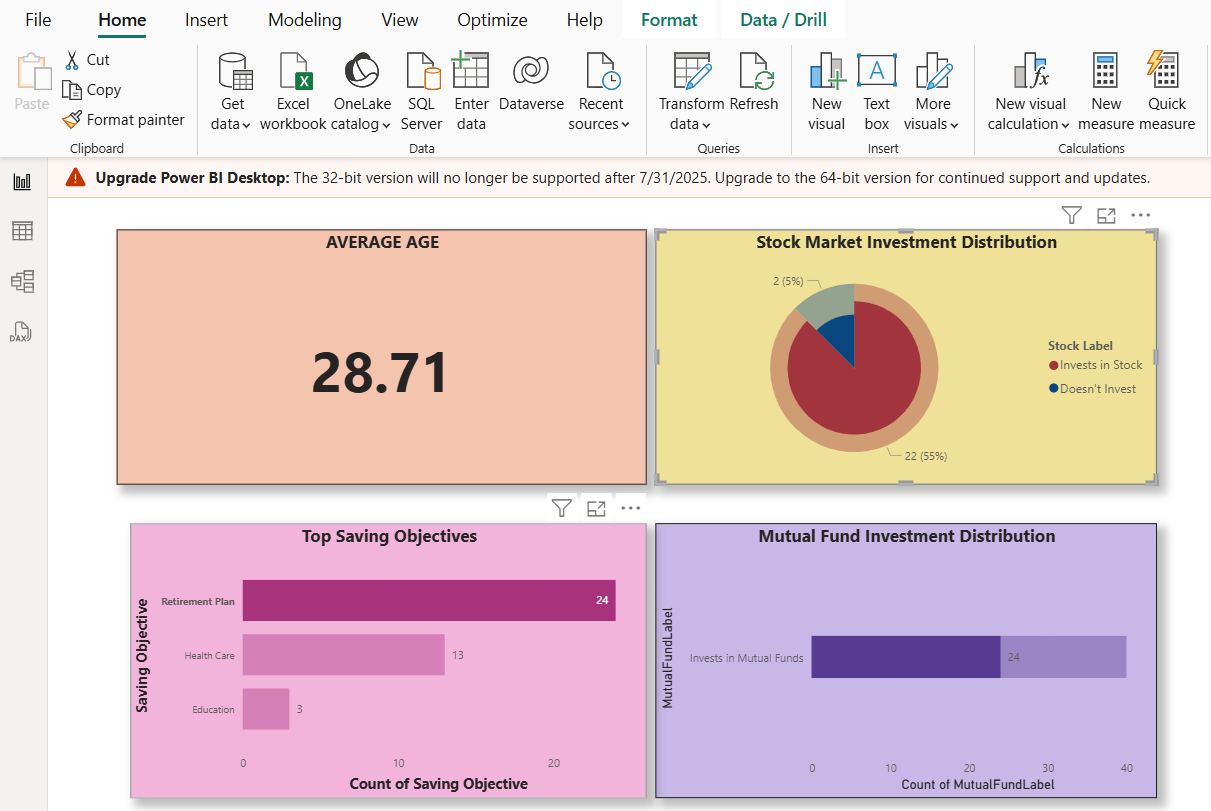 File Home Insert Modeling View Optimize Help Format Data / Drill
Paste
Cut
Copy
Format painter
Clipboard
Get data
Excel workbook
OneLake catalog
SQL Server
Enter data
Dataverse
Recent sources
Data
Transform data
Refresh
Queries
New visual
Text box
More visuals
Insert
New visual calculation
New measure
Quick measure
Calculations
Upgrade Power BI Desktop: The 32-bit version will no longer be supported after 7/31/2025. Upgrade to the 64-bit version for continued support and updates.
DAX
AVERAGE AGE
28.71
Stock Market Investment Distribution
2 (5%)
22 (55%)
Stock Label
Invests in Stock
Doesn't Invest
Top Saving Objectives
Saving Objective
Retirement Plan 24
Health Care 13
Education 3
0 10 20
Count of Saving Objective
Mutual Fund Investment Distribution
MutualFundLabel
Invests in Mutual Funds 24
0 10 20 30 40
Count of MutualFundLabel